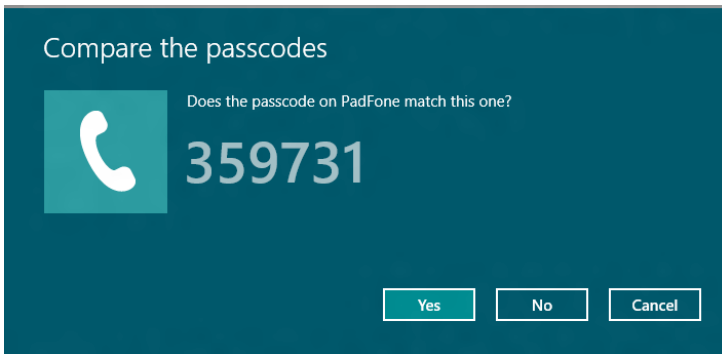 Compare the passcodes
Does the passcode on PadFone match this one?
359731
Yes No Cancel